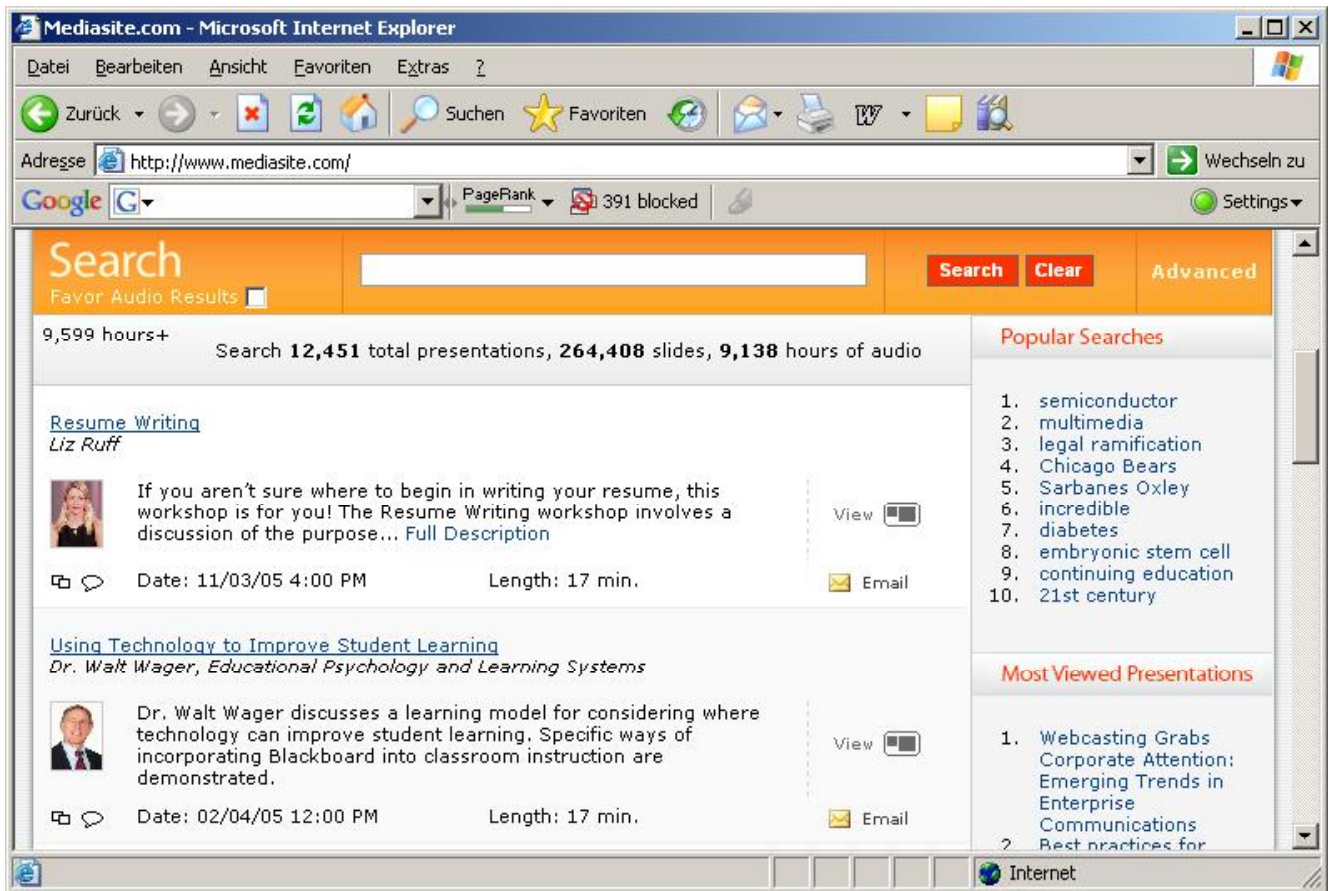 Mediasite.com - Microsoft Internet Explorer
Datei Bearbeiten Ansicht Favoriten Extras ?
Zurück Suchen Favoriten W
Adresse http://www.mediasite.com/ Wechseln zu
Google G PageRank 391 blocked Settings
Search
Favor Audio Results
Search Clear Advanced
9,599 hours+
Search 12,451 total presentations, 264,408 slides, 9,138 hours of audio
Resume Writing
Liz Ruff
If you aren't sure where to begin in writing your resume, this
workshop is for you! The Resume Writing workshop involves a
discussion of the purpose... Full Description
View
Date: 11/03/05 4:00 PM Length: 17 min.
Email
Using Technology to Improve Student Learning
Dr. Walt Wager, Educational Psychology and Learning Systems
Dr. Walt Wager discusses a learning model for considering where
technology can improve student learning. Specific ways of
incorporating Blackboard into classroom instruction are
demonstrated.
View
Date: 02/04/05 12:00 PM Length: 17 min.
Email
Popular Searches
1. semiconductor
2. multimedia
3. legal ramification
4. Chicago Bears
5. Sarbanes Oxley
6. incredible
7. diabetes
8. embryonic stem cell
9. continuing education
10. 21st century
Most Viewed Presentations
1. Webcasting Grabs
Corporate Attention:
Emerging Trends in
Enterprise
Communications
2. Best practices for
Internet